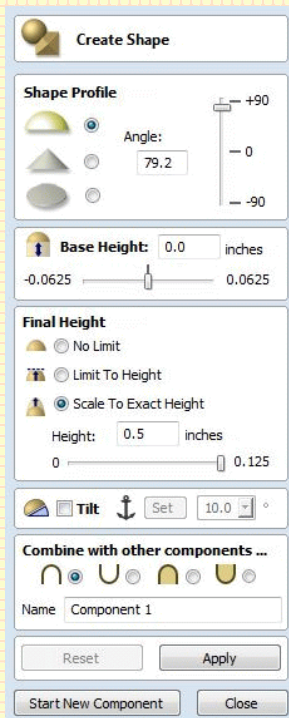 Create Shape
Shape Profile
+90
Angle:
79.2
0
-90
Base Height: 0.0 inches
-0.0625 0.0625
Final Height
No Limit
Limit To Height
Scale To Exact Height
Height: 0.5 inches
0 0.125
Tilt Set 10.0 °
Combine with other components ...
Name Component 1
Reset Apply
Start New Component Close